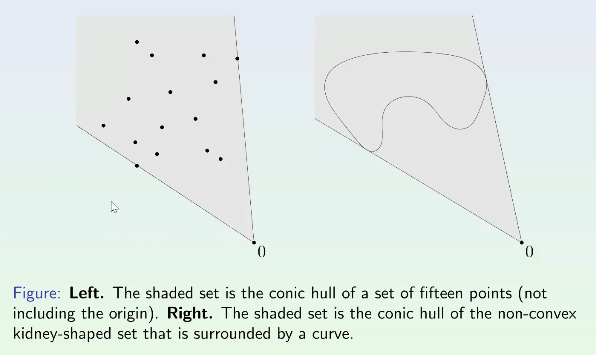 0
0
Figure: Left. The shaded set is the conic hull of a set of fifteen points (not
including the origin). Right. The shaded set is the conic hull of the non-convex
kidney-shaped set that is surrounded by a curve.